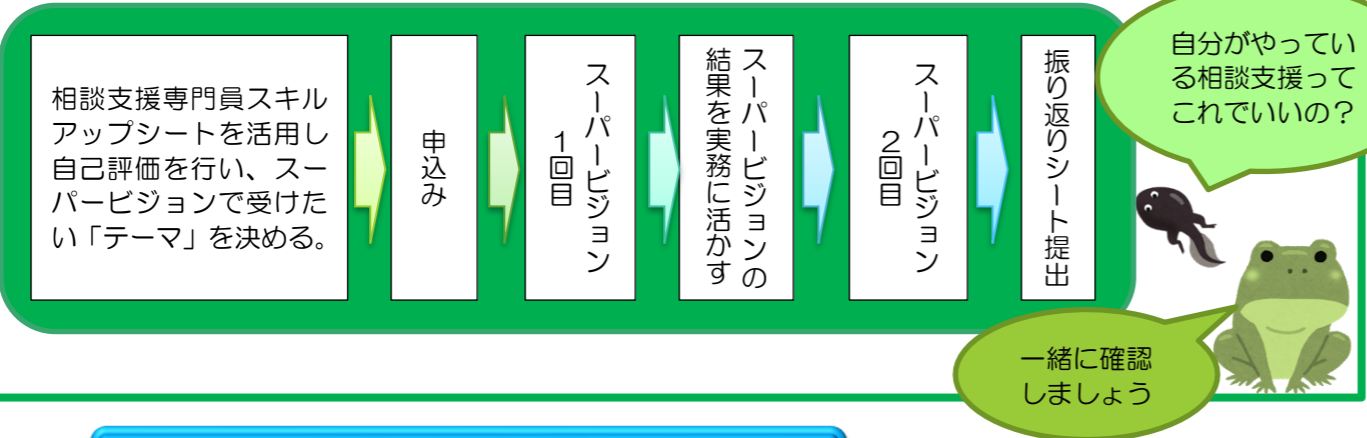 相談支援専門員スキル
アップシートを活用し
自己評価を行い、スー
パービジョンで受けた
い「テーマ」を決める。
申込み
スーパービジョン
1回目
スーパービジョンの
結果を実務に活かす
スーパービジョン
2回目
振り返りシート提出
自分がやってい
る相談支援って
これでいいの？
一緒に確認
しましょう